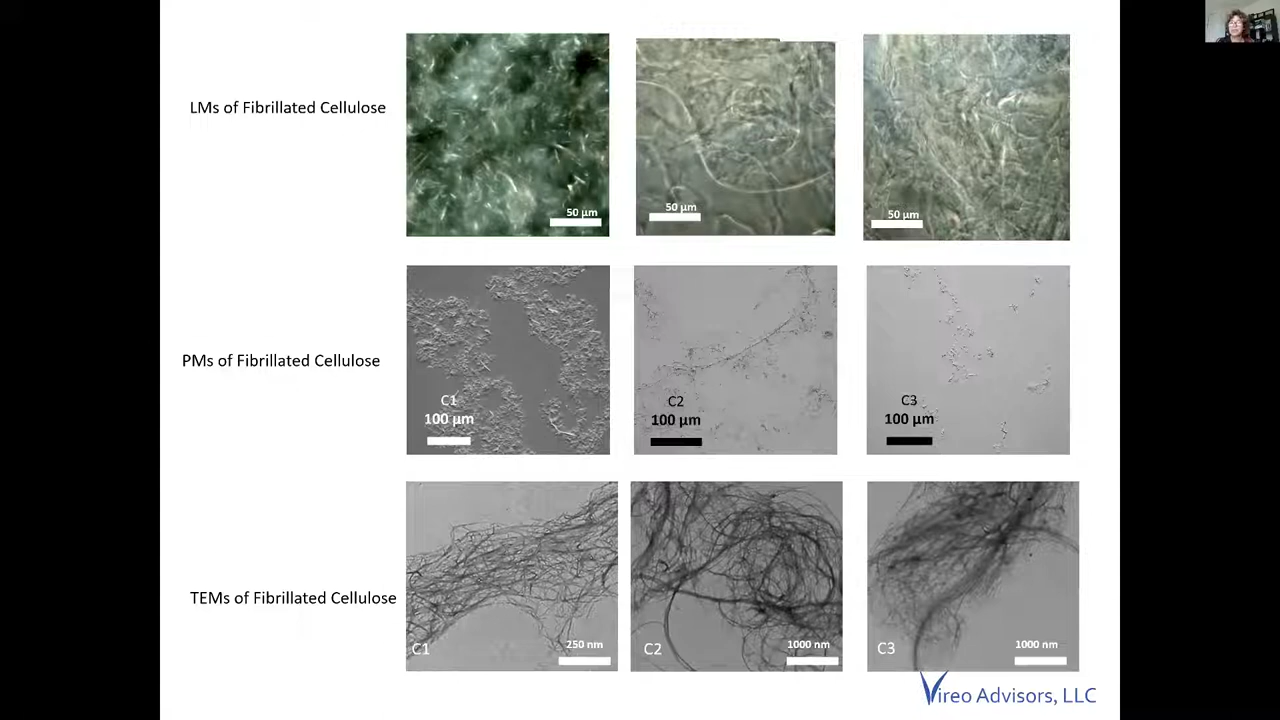 LMs of Fibrillated Cellulose
50 µm
50 µm
50 µm
PMs of Fibrillated Cellulose
C1
100 µm
C2
100 µm
C3
100 µm
TEMs of Fibrillated Cellulose
C1
250 nm
C2
1000 nm
C3
1000 nm
Vireo Advisors, LLC